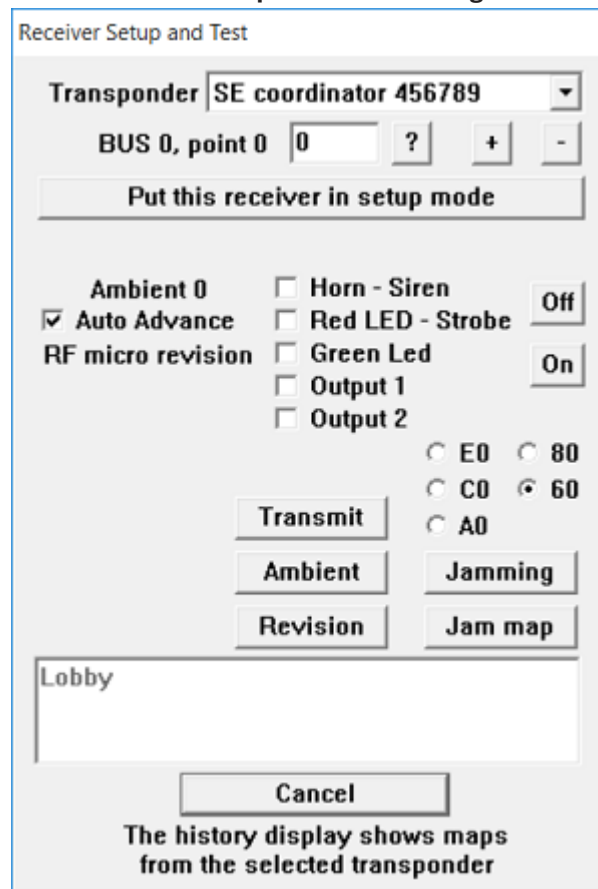 Receiver Setup and Test
Transponder SE coordinator 456789
BUS 0, point 0 0 ? + -
Put this receiver in setup mode
Ambient 0
Auto Advance
RF micro revision
Horn - Siren
Red LED - Strobe
Green Led
Output 1
Output 2
Off
On
E0 80
C0 60
A0
Transmit
Ambient Jamming
Revision Jam map
Lobby
Cancel
The history display shows maps
from the selected transponder